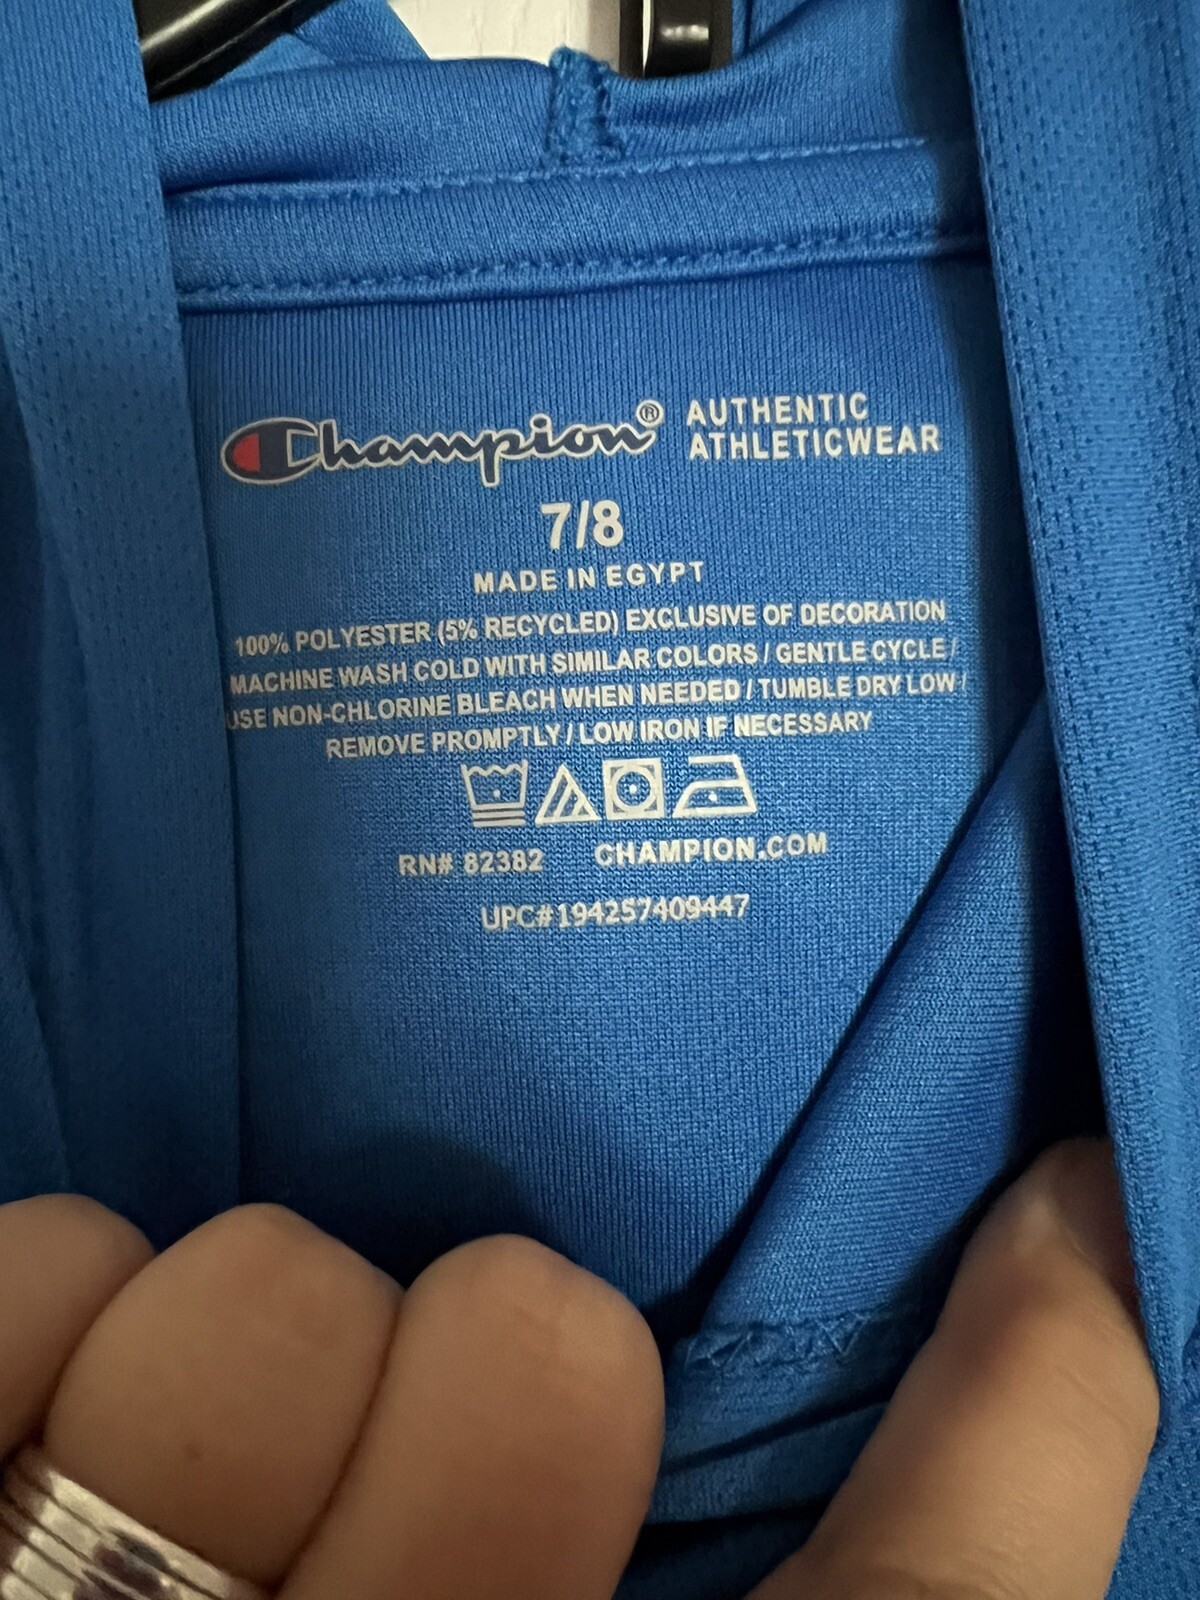 Champion® AUTHENTIC
ATHLETICWEAR
7/8
MADE IN EGYPT
100% POLYESTER (5% RECYCLED) EXCLUSIVE OF DECORATION
MACHINE WASH COLD WITH SIMILAR COLORS / GENTLE CYCLE /
USE NON-CHLORINE BLEACH WHEN NEEDED / TUMBLE DRY LOW /
REMOVE PROMPTLY / LOW IRON IF NECESSARY
RN# 82382 CHAMPION.COM
UPC#194257409447